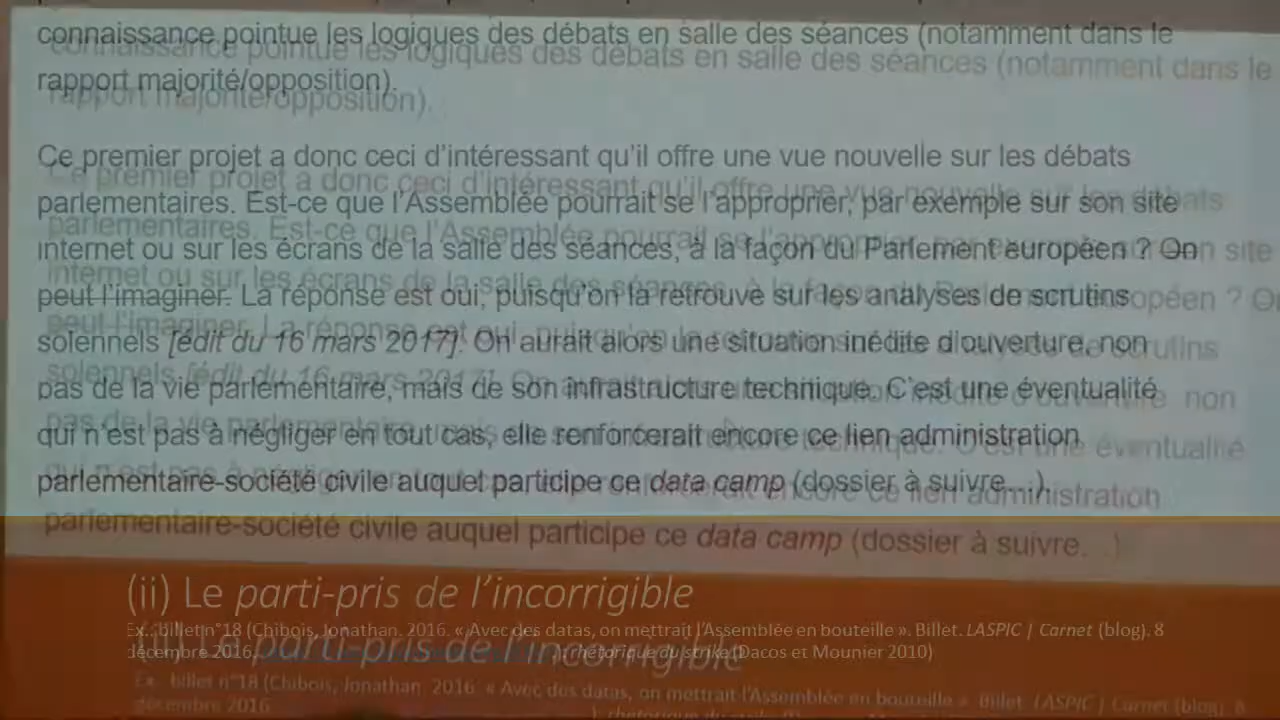 connaissance pointue les logiques des débats en salle des séances (notamment dans le
rapport majorité/opposition).
Ce premier projet a donc ceci d'intéressant qu'il offre une vue nouvelle sur les débats
parlementaires. Est-ce que l'Assemblée pourrait se l'approprier, par exemple sur son site
internet ou sur les écrans de la salle des séances, à la façon du Parlement européen ? On
peut l'imaginer. La réponse est oui, puisqu'on la retrouve sur les analyses de scrutins
solennels [édit du 16 mars 2017]. On aurait alors une situation inédite d'ouverture, non
pas de la vie parlementaire, mais de son infrastructure technique. C'est une éventualité
qui n'est pas à négliger en tout cas, elle renforcerait encore ce lien administration
parlementaire-société civile auquel participe ce data camp (dossier à suivre…).
(ii) Le parti-pris de l'incorrigible
Ex.: billet n°18 (Chibois, Jonathan. 2016. « Avec des datas, on mettrait l'Assemblée en bouteille ». Billet. LASPIC | Carnet (blog). 8
décembre 2016. ); rhétorique du strike (Dacos et Mounier 2010)